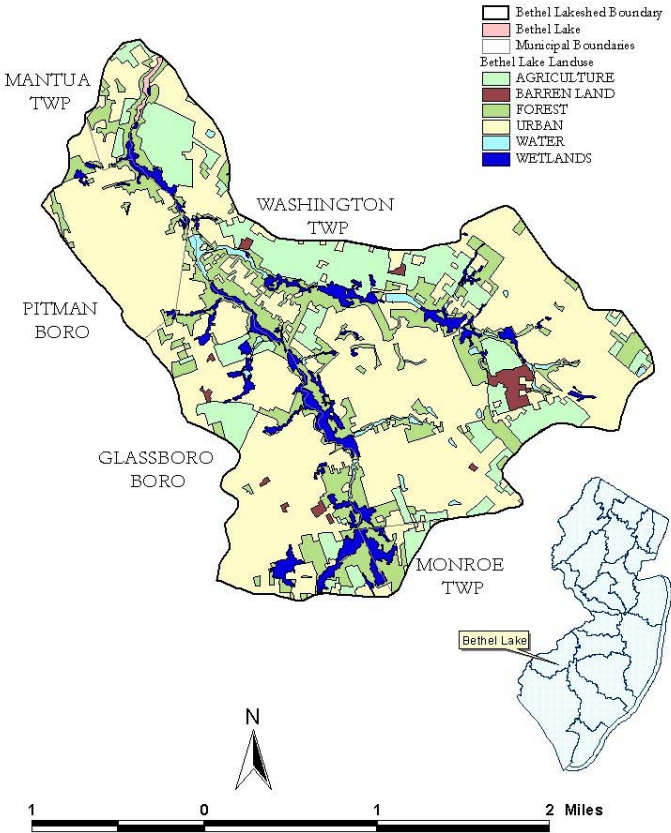 Bethel Lakeshed Boundary
Bethel Lake
Municipal Boundaries
Bethel Lake Landuse
AGRICULTURE
BARREN LAND
FOREST
URBAN
WATER
WETLANDS
MANTUA
TWP
WASHINGTON
TWP
PITMAN
BORO
GLASSBORO
BORO
MONROE
TWP
Bethel Lake
N
1 0 1 2 Miles